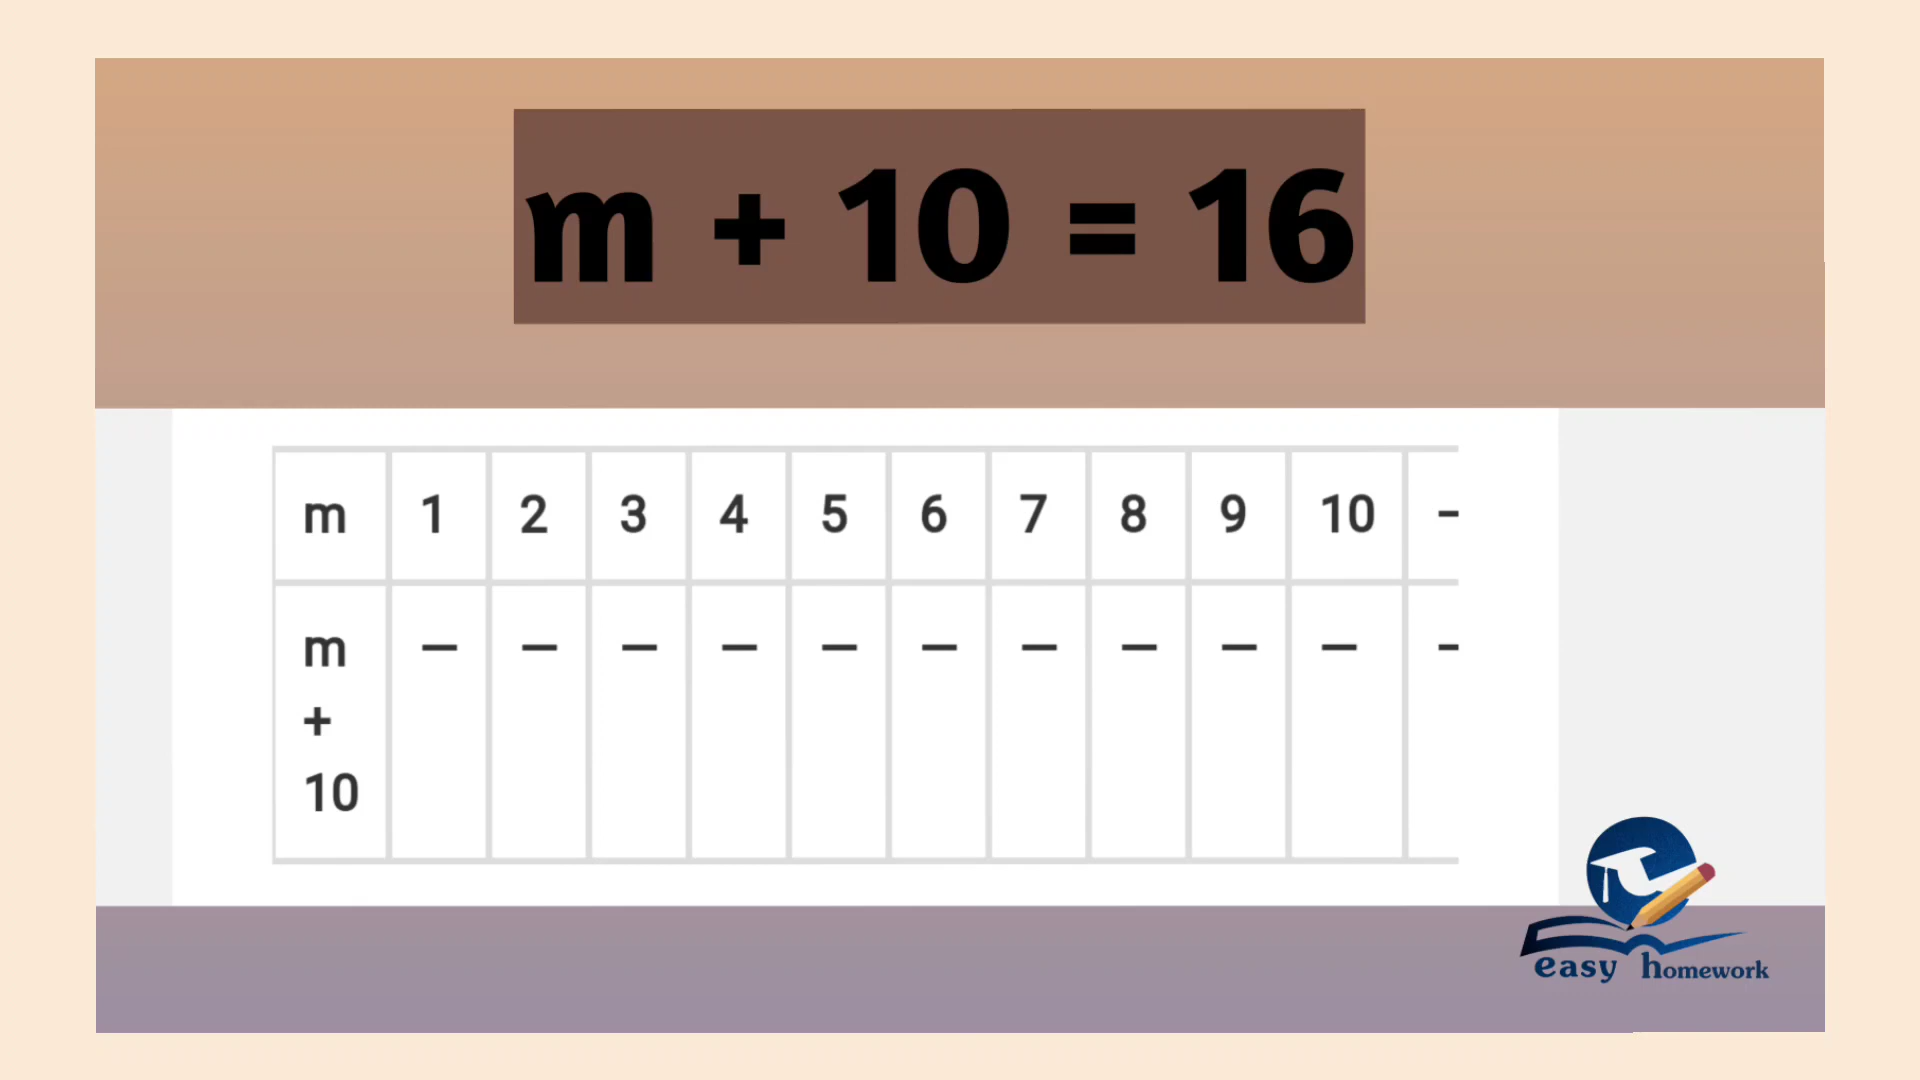 m + 10 = 16
m 1 2 3 4 5 6 7 8 9 10 –
m — — — — — — — — — — -
+
10
easy homework